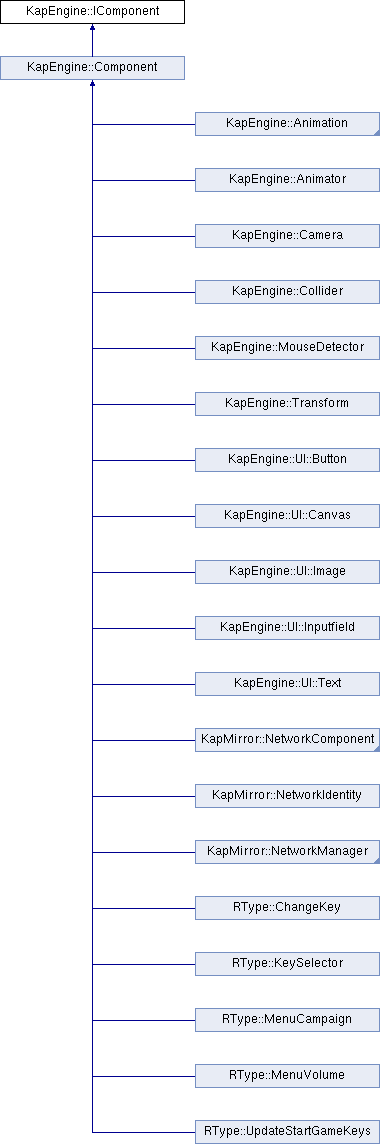 KapEngine::IComponent
KapEngine::Component
KapEngine::Animation
KapEngine::Animator
KapEngine::Camera
KapEngine::Collider
KapEngine::MouseDetector
KapEngine::Transform
KapEngine::UI::Button
KapEngine::UI::Canvas
KapEngine::UI::Image
KapEngine::UI::Inputfield
KapEngine::UI::Text
KapMirror::NetworkComponent
KapMirror::NetworkIdentity
KapMirror::NetworkManager
RType::ChangeKey
RType::KeySelector
RType::MenuCampaign
RType::MenuVolume
RType::UpdateStartGameKeys